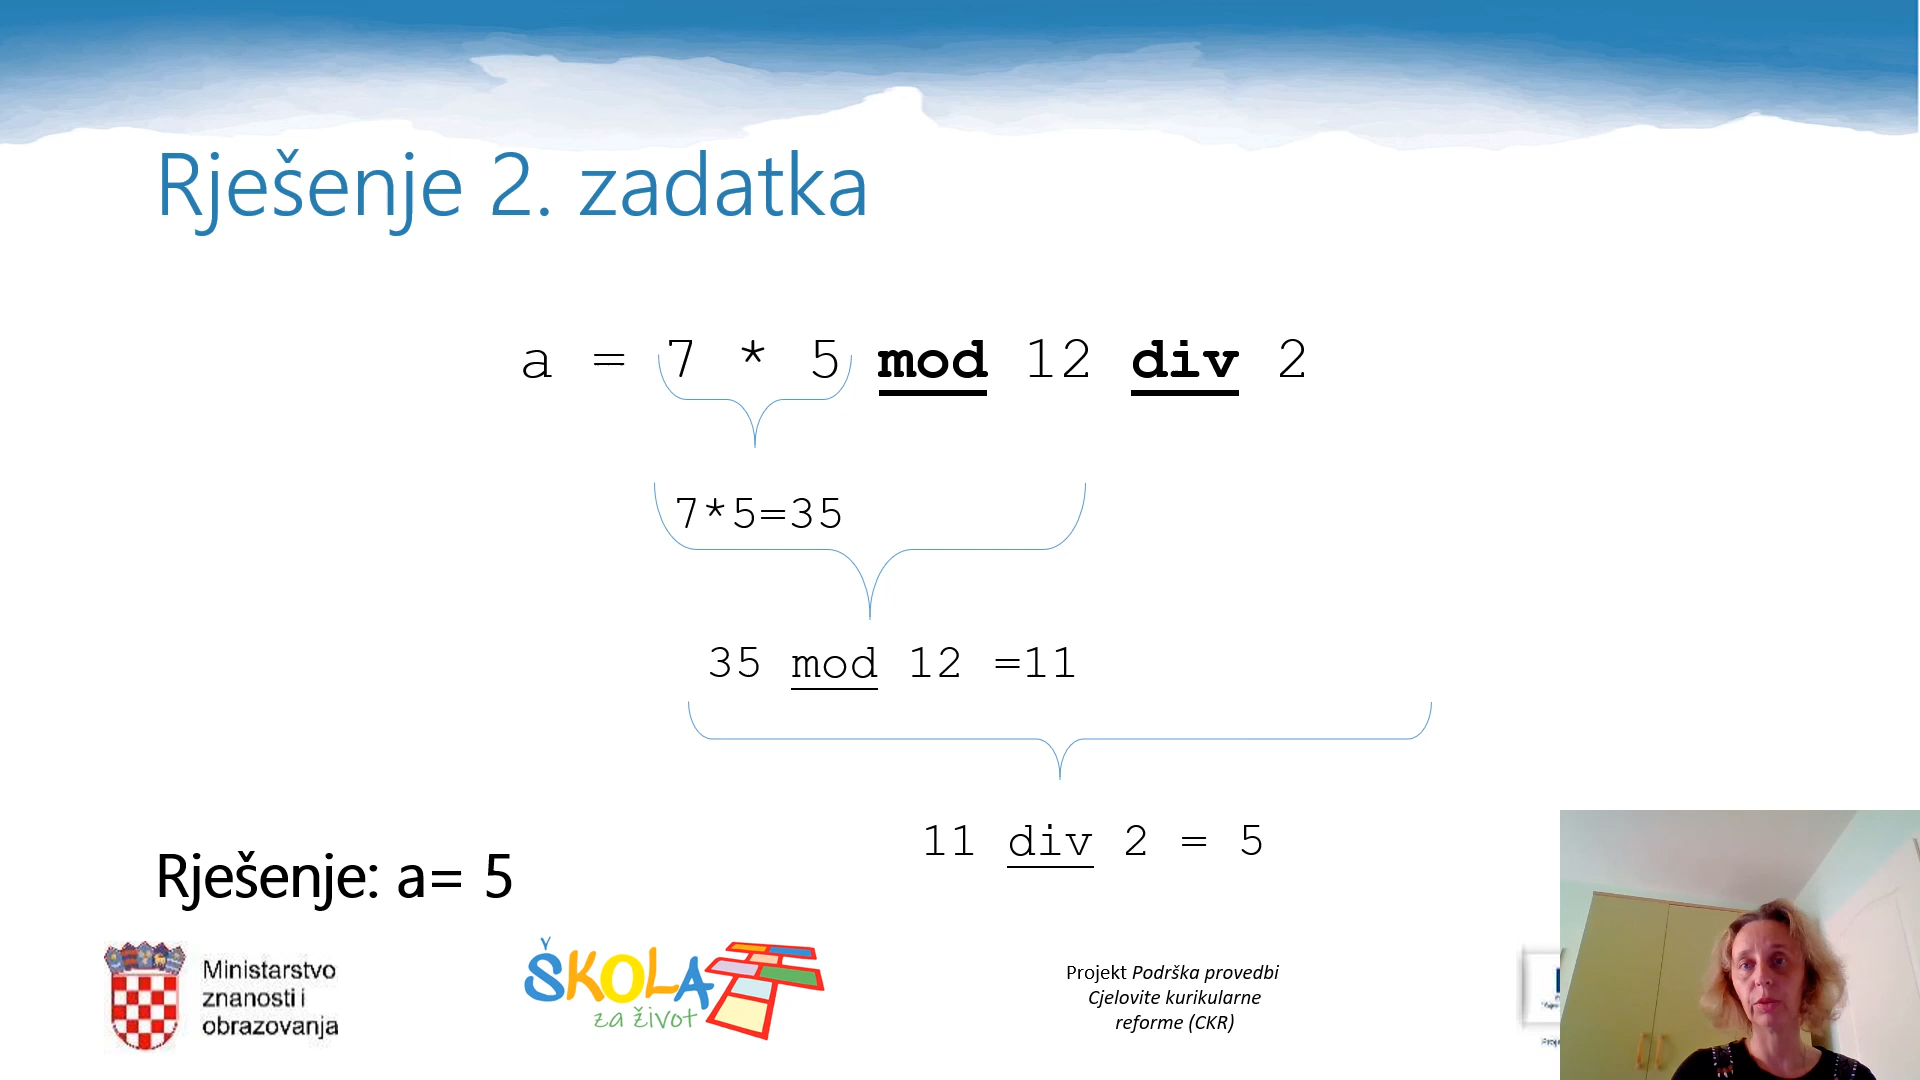 Rješenje 2. zadatka
a = 7 * 5 mod 12 div 2
7*5=35
35 mod 12 =11
11 div 2 = 5
Rješenje: a= 5
Ministarstvo
znanosti i
obrazovanja
ŠKOLA
za život
Projekt Podrška provedbi
Cjelovite kurikularne
reforme (CKR)